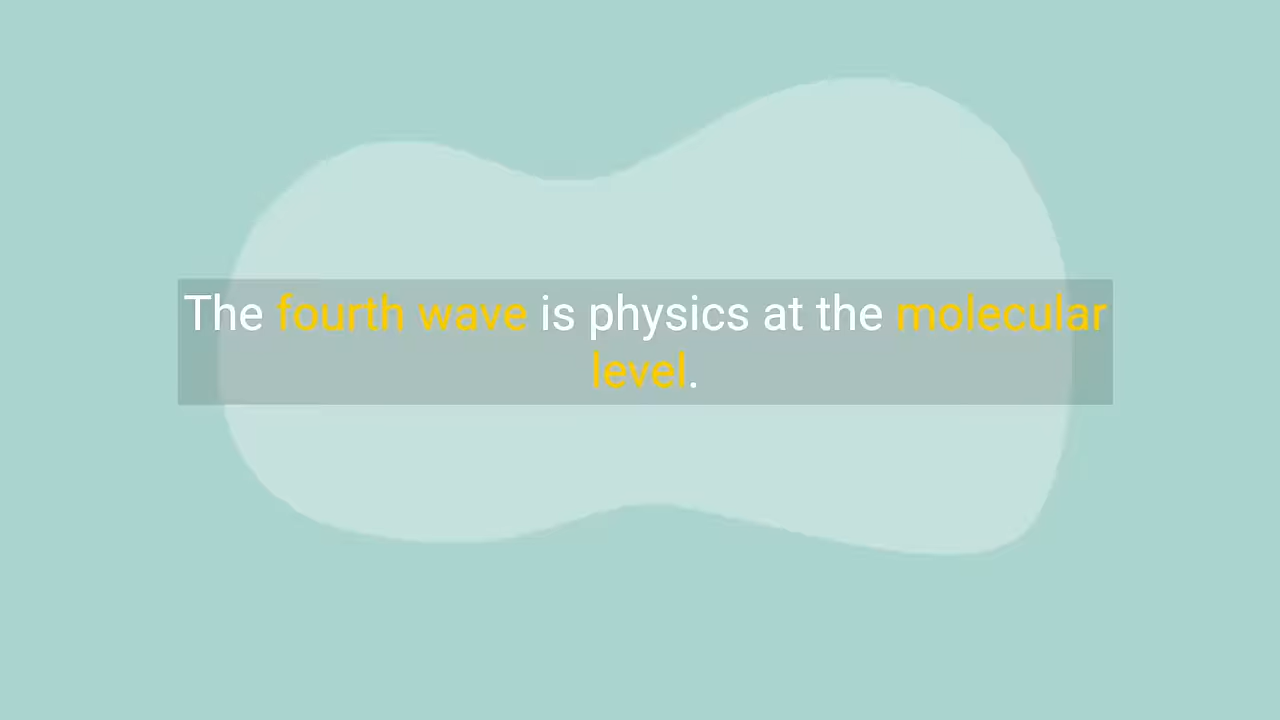 The fourth wave is physics at the molecular
level.